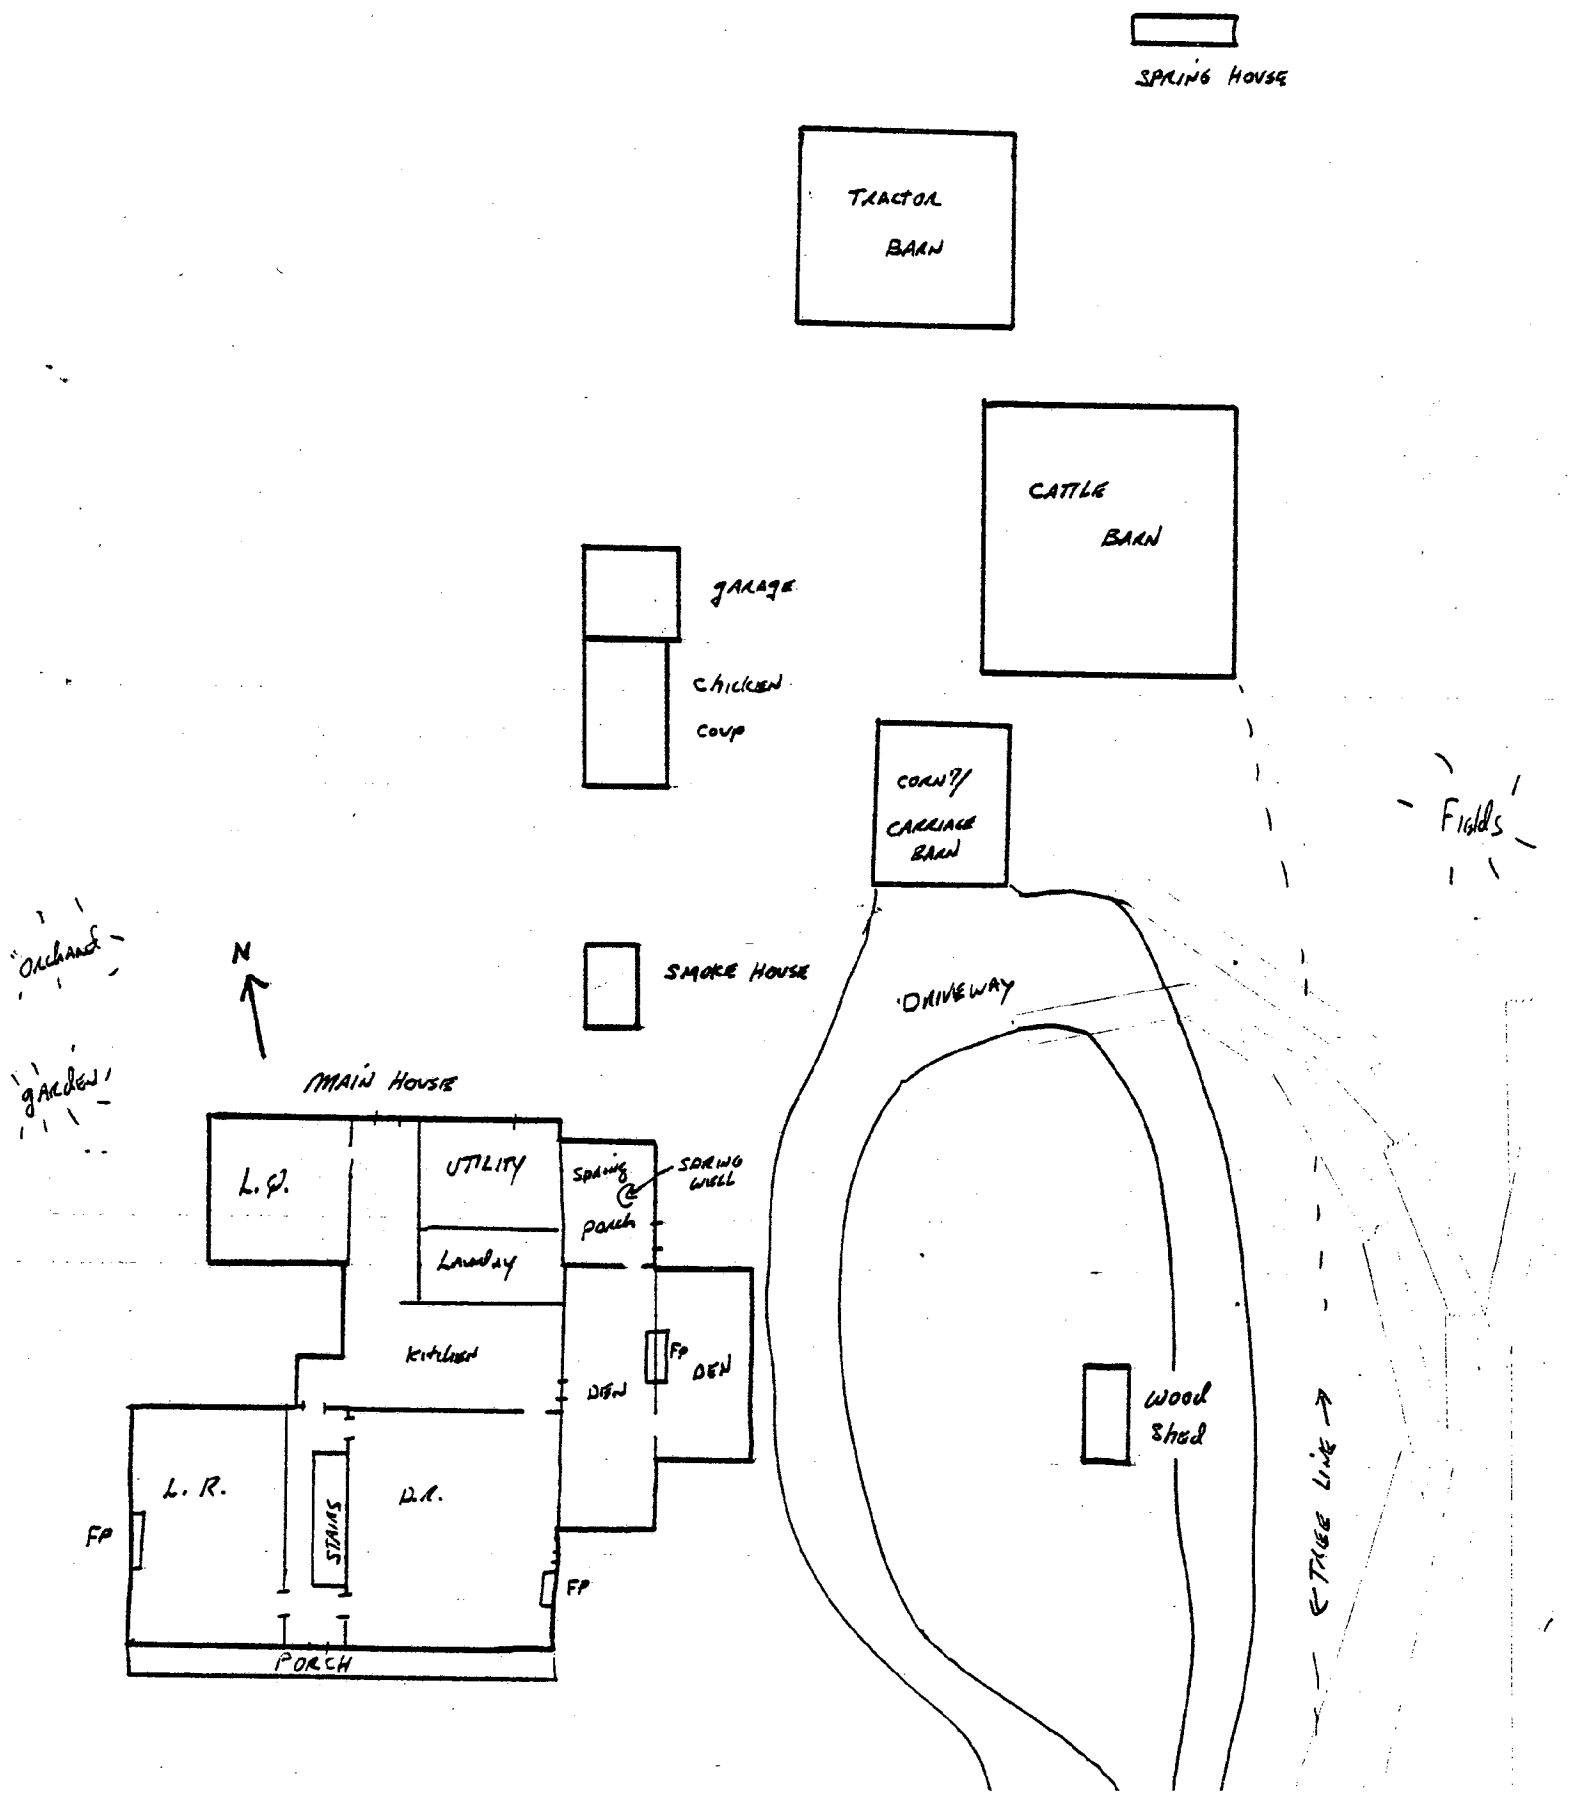 SPRING HOUSE
TRACTOR
BARN
CATTLE
BARN
gARAgE
ChickEN
Coup
CORN?/
CARRIAGE
BARN
Fields
"ORchard
gARdEN
N
SMOKE HOUSE
DRIVEWAY
MAIN HOUSE
L.Q.
UTILITY
SPRING
Porch
SPRING
WELL
LAUNdRy
KitchEN
DEN
FP
DEN
WOOD
Shed
L. R.
STAIRS
D.R.
FP
FP
PORCH
TREE LINE